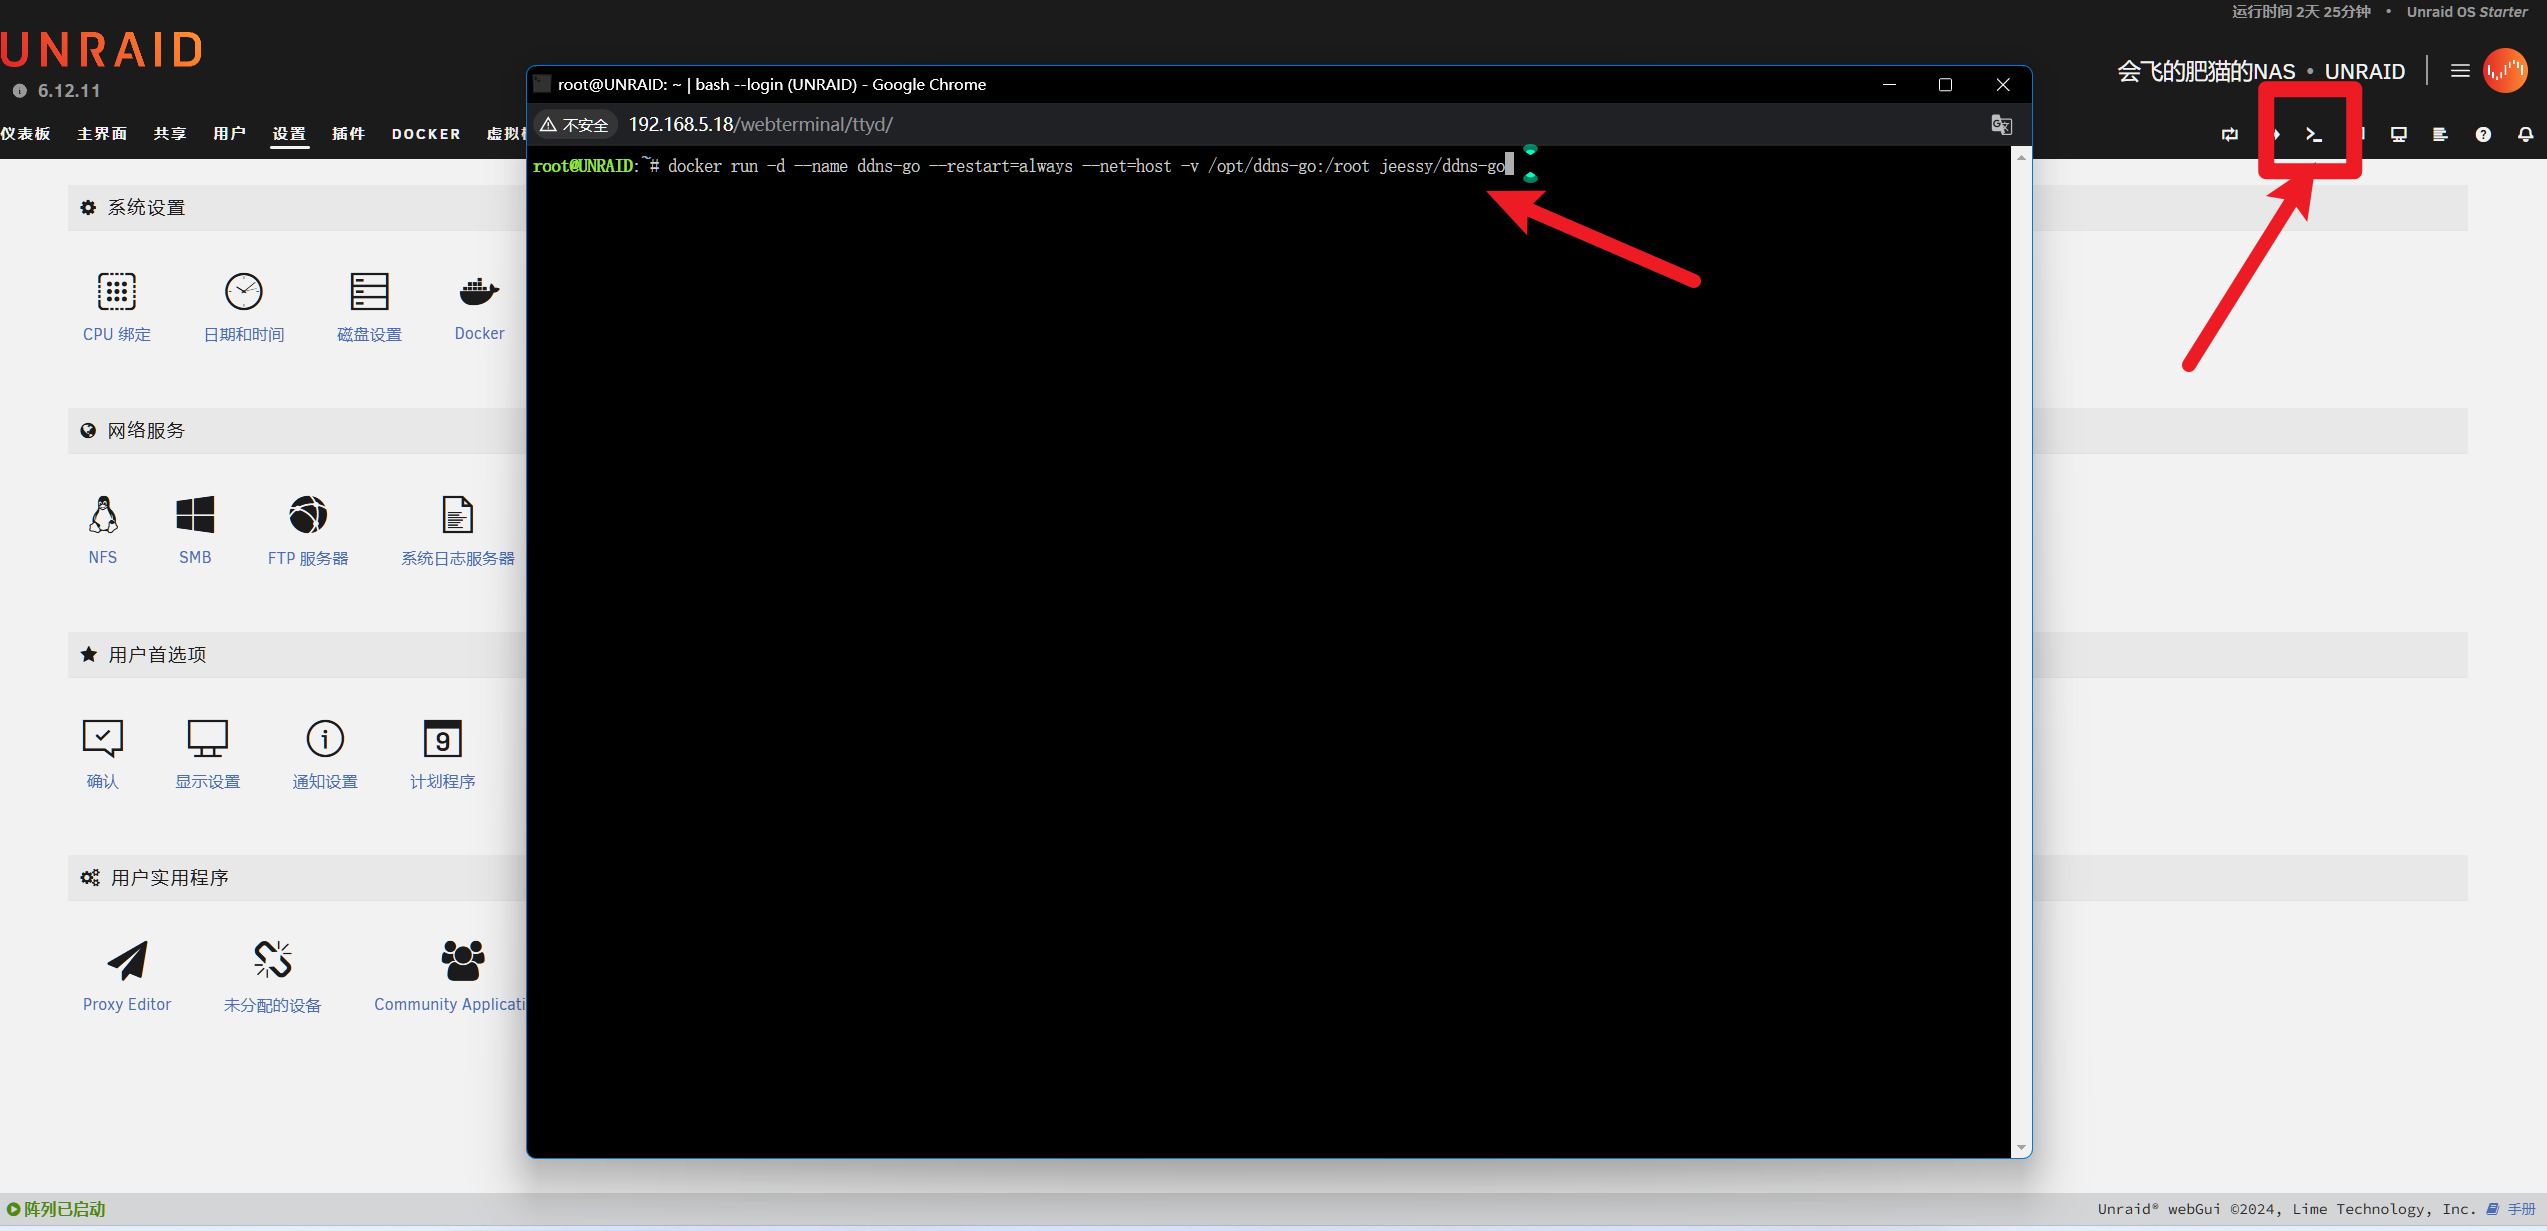 运行时间 2天 25分钟 • Unraid OS Starter
UNRAID
6.12.11
会飞的肥猫的NAS • UNRAID
仪表板 主界面 共享 用户 设置 插件 DOCKER 虚拟
root@UNRAID: ~ | bash --login (UNRAID) - Google Chrome
不安全 192.168.5.18/webterminal/ttyd/
root@UNRAID:~# docker run -d --name ddns-go --restart=always --net=host -v /opt/ddns-go:/root jeessy/ddns-go
系统设置
CPU 绑定 日期和时间 磁盘设置 Docker
网络服务
NFS SMB FTP 服务器 系统日志服务器
用户首选项
9
确认 显示设置 通知设置 计划程序
用户实用程序
Proxy Editor 未分配的设备 Community Applicati
阵列已启动
Unraid® webGui ©2024, Lime Technology, Inc. 手册